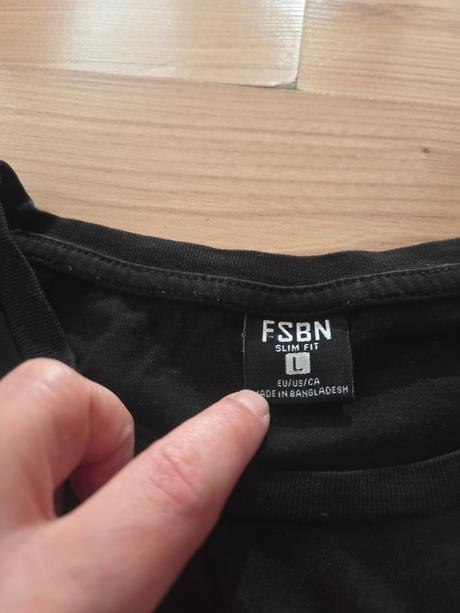 FSBN
SLIM FIT
L
EU/US/CA
MADE IN BANGLADESH